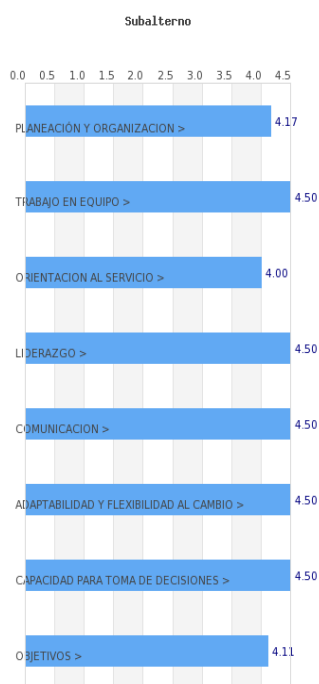 Subalterno
0.0 0.5 1.0 1.5 2.0 2.5 3.0 3.5 4.0 4.5
4.17
PLANEACIÓN Y ORGANIZACION >
4.50
TRABAJO EN EQUIPO >
4.00
ORIENTACION AL SERVICIO >
4.50
LIDERAZGO >
4.50
COMUNICACION >
4.50
ADAPTABILIDAD Y FLEXIBILIDAD AL CAMBIO >
4.50
CAPACIDAD PARA TOMA DE DECISIONES >
4.11
OBJETIVOS >